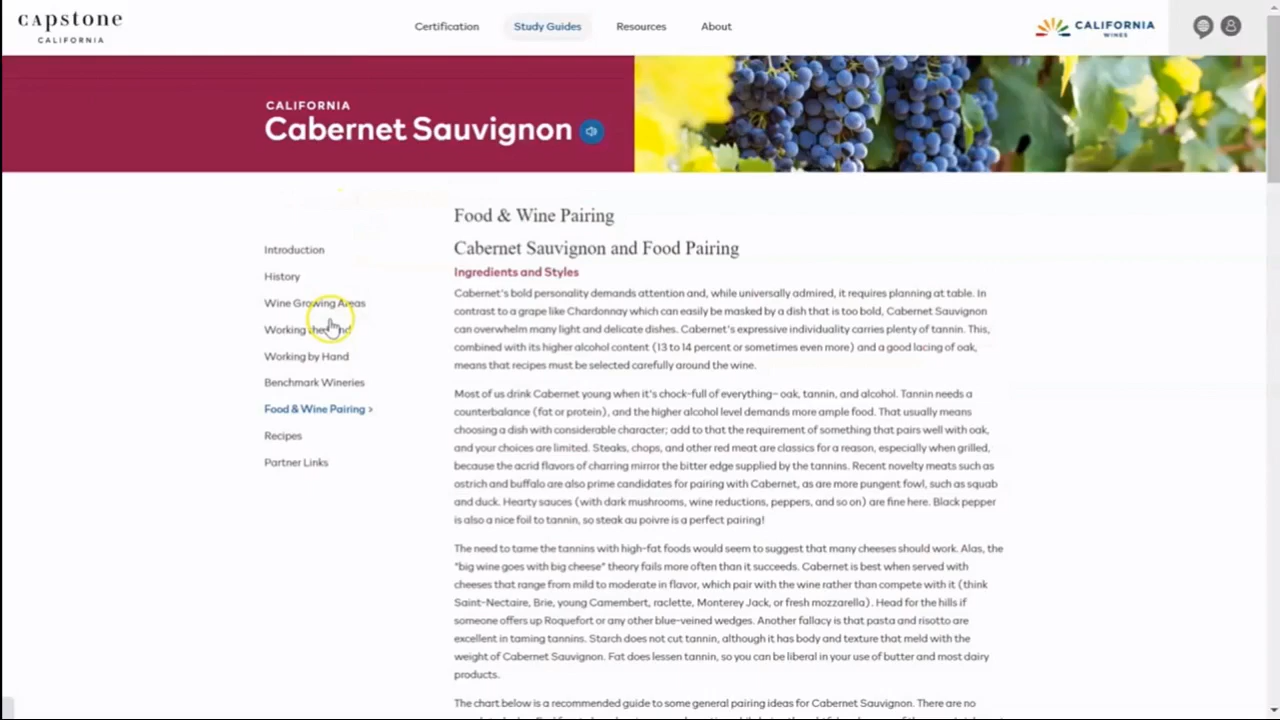 CAPSTONE
CALIFORNIA
Certification
Study Guides
Resources
About
CALIFORNIA
WINES
CALIFORNIA
Cabernet Sauvignon
Introduction
History
Wine Growing Areas
Working
Working by Hand
Benchmark Wineries
Food & Wine Pairing >
Recipes
Partner Links
Food & Wine Pairing
Cabernet Sauvignon and Food Pairing
Ingredients and Styles
Cabernet's bold personality demands attention and, while universally admired, it requires planning at table. In
contrast to a grape like Chardonnay which can easily be masked by a dish that is too bold, Cabernet Sauvignon
can overwhelm many light and delicate dishes. Cabernet's expressive individuality carries plenty of tannin. This,
combined with its higher alcohol content (13 to 14 percent or sometimes even more) and a good lacing of oak,
means that recipes must be selected carefully around the wine.
Most of us drink Cabernet young when it's chock-full of everything– oak, tannin, and alcohol. Tannin needs a
counterbalance (fat or protein), and the higher alcohol level demands more ample food. That usually means
choosing a dish with considerable character; add to that the requirement of something that pairs well with oak,
and your choices are limited. Steaks, chops, and other red meat are classics for a reason, especially when grilled,
because the acrid flavors of charring mirror the bitter edge supplied by the tannins. Recent novelty meats such as
ostrich and buffalo are also prime candidates for pairing with Cabernet, as are more pungent fowl, such as squab
and duck. Hearty sauces (with dark mushrooms, wine reductions, peppers, and so on) are fine here. Black pepper
is also a nice foil to tannin, so steak au poivre is a perfect pairing!
The need to tame the tannins with high-fat foods would seem to suggest that many cheeses should work. Alas, the
"big wine goes with big cheese" theory fails more often than it succeeds. Cabernet is best when served with
cheeses that range from mild to moderate in flavor, which pair with the wine rather than compete with it (think
Saint-Nectaire, Brie, young Camembert, raclette, Monterey Jack, or fresh mozzarella). Head for the hills if
someone offers up Roquefort or any other blue-veined wedges. Another fallacy is that pasta and risotto are
excellent in taming tannins. Starch does not cut tannin, although it has body and texture that meld with the
weight of Cabernet Sauvignon. Fat does lessen tannin, so you can be liberal in your use of butter and most dairy
products.
The chart below is a recommended guide to some general pairing ideas for Cabernet Sauvignon. There are no